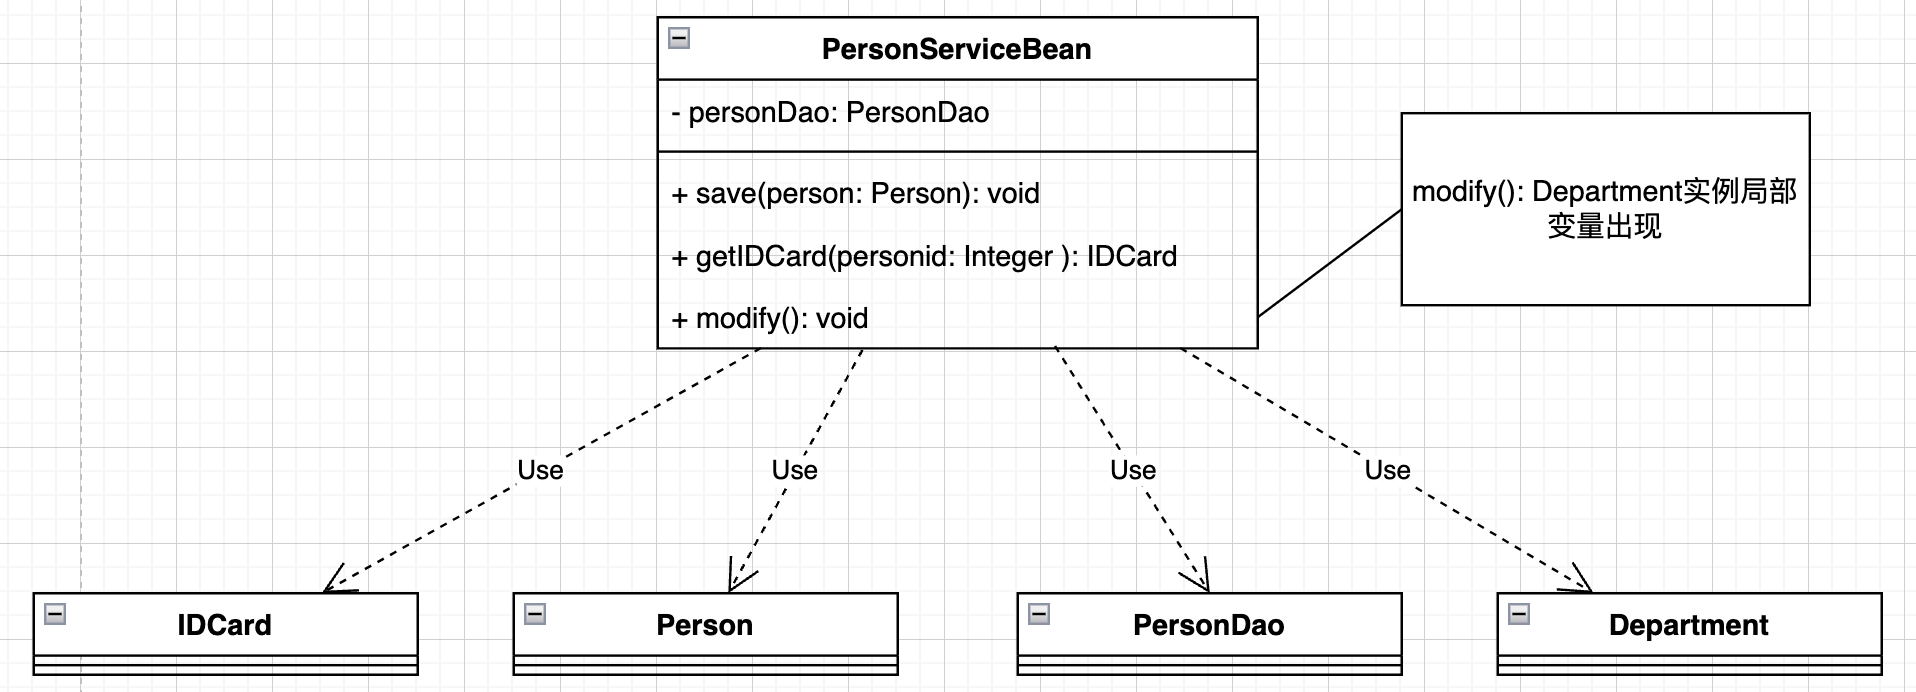 PersonServiceBean
- personDao: PersonDao
+ save(person: Person): void
+ getIDCard(personid: Integer ): IDCard
+ modify(): void
modify(): Department实例局部
变量出现
Use
Use
Use
Use
IDCard
Person
PersonDao
Department